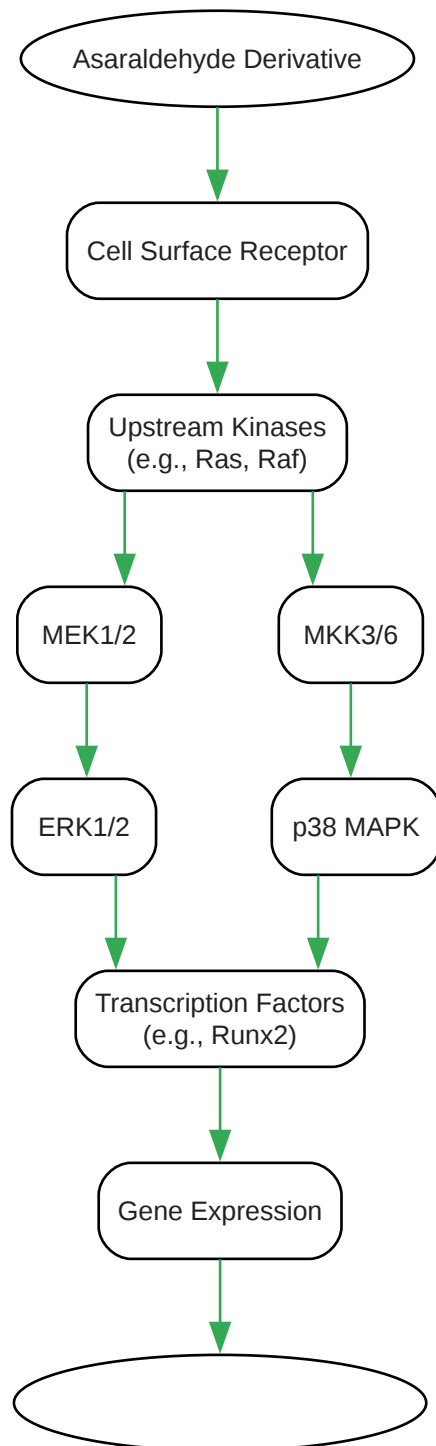 Asaraldehyde Derivative
Cell Surface Receptor
Upstream Kinases
(e.g., Ras, Raf)
MEK1/2
MKK3/6
ERK1/2
p38 MAPK
Transcription Factors
(e.g., Runx2)
Gene Expression